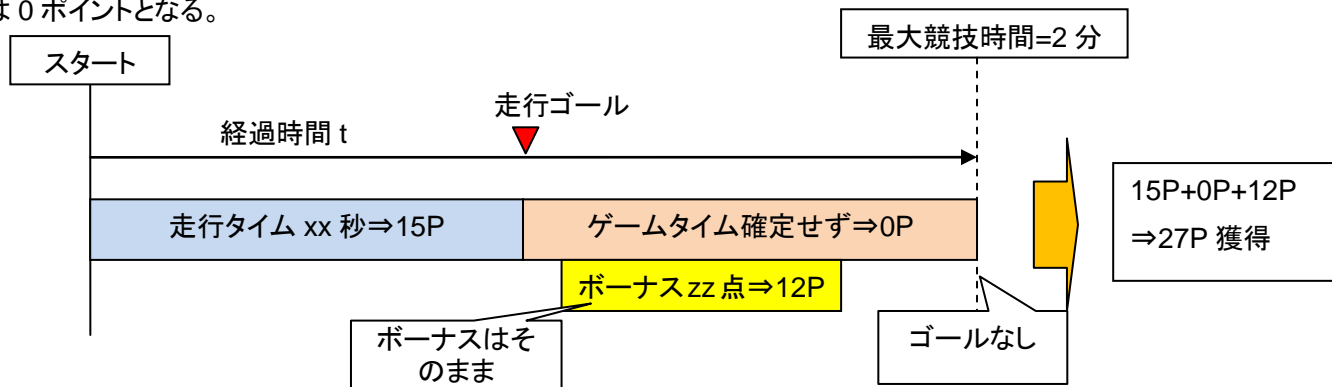 は 0 ポイントとなる。
最大競技時間=2 分
スタート
走行ゴール
経過時間 t
走行タイム xx 秒⇒15P
ゲームタイム確定せず⇒0P
15P+0P+12P
⇒27P 獲得
ボーナス zz 点⇒12P
ボーナスはそ
のまま
ゴールなし